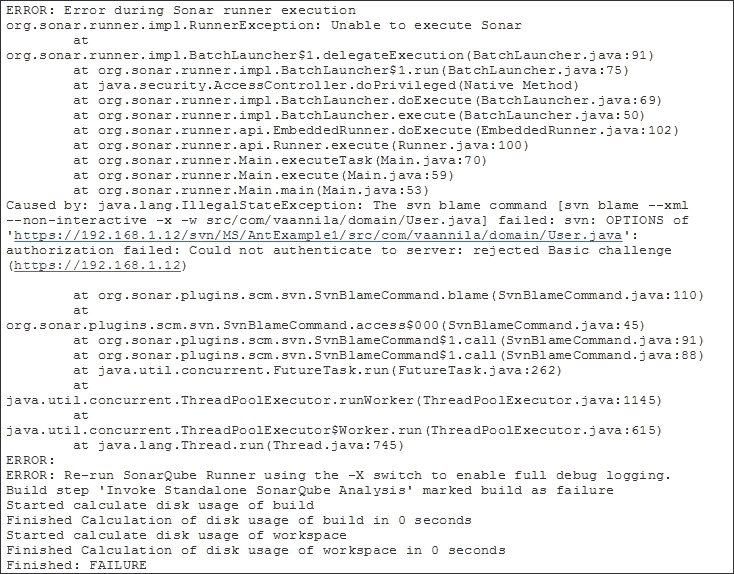 ERROR: Error during Sonar runner execution
org.sonar.runner.impl.RunnerException: Unable to execute Sonar
at
org.sonar.runner.impl.BatchLauncher$1.delegateExecution(BatchLauncher.java:91)
at org.sonar.runner.impl.BatchLauncher$1.run(BatchLauncher.java:75)
at java.security.AccessController.doPrivileged(Native Method)
at org.sonar.runner.impl.BatchLauncher.doExecute(BatchLauncher.java:69)
at org.sonar.runner.impl.BatchLauncher.execute(BatchLauncher.java:50)
at org.sonar.runner.api.EmbeddedRunner.doExecute(EmbeddedRunner.java:102)
at org.sonar.runner.api.Runner.execute(Runner.java:100)
at org.sonar.runner.Main.executeTask(Main.java:70)
at org.sonar.runner.Main.execute(Main.java:59)
at org.sonar.runner.Main.main(Main.java:53)
Caused by: java.lang.IllegalStateException: The svn blame command [svn blame --xml
--non-interactive -x -w src/com/vaannila/domain/User.java] failed: svn: OPTIONS of
'https://192.168.1.12/svn/MS/AntExample1/src/com/vaannila/domain/User.java':
authorization failed: Could not authenticate to server: rejected Basic challenge
(https://192.168.1.12)
at org.sonar.plugins.scm.svn.SvnBlameCommand.blame(SvnBlameCommand.java:110)
at
org.sonar.plugins.scm.svn.SvnBlameCommand.access$000(SvnBlameCommand.java:45)
at org.sonar.plugins.scm.svn.SvnBlameCommand$1.call(SvnBlameCommand.java:91)
at org.sonar.plugins.scm.svn.SvnBlameCommand$1.call(SvnBlameCommand.java:88)
at java.util.concurrent.FutureTask.run(FutureTask.java:262)
at
java.util.concurrent.ThreadPoolExecutor.runWorker(ThreadPoolExecutor.java:1145)
at
java.util.concurrent.ThreadPoolExecutor$Worker.run(ThreadPoolExecutor.java:615)
at java.lang.Thread.run(Thread.java:745)
ERROR:
ERROR: Re-run SonarQube Runner using the -X switch to enable full debug logging.
Build step 'Invoke Standalone SonarQube Analysis' marked build as failure
Started calculate disk usage of build
Finished Calculation of disk usage of build in 0 seconds
Started calculate disk usage of workspace
Finished Calculation of disk usage of workspace in 0 seconds
Finished: FAILURE